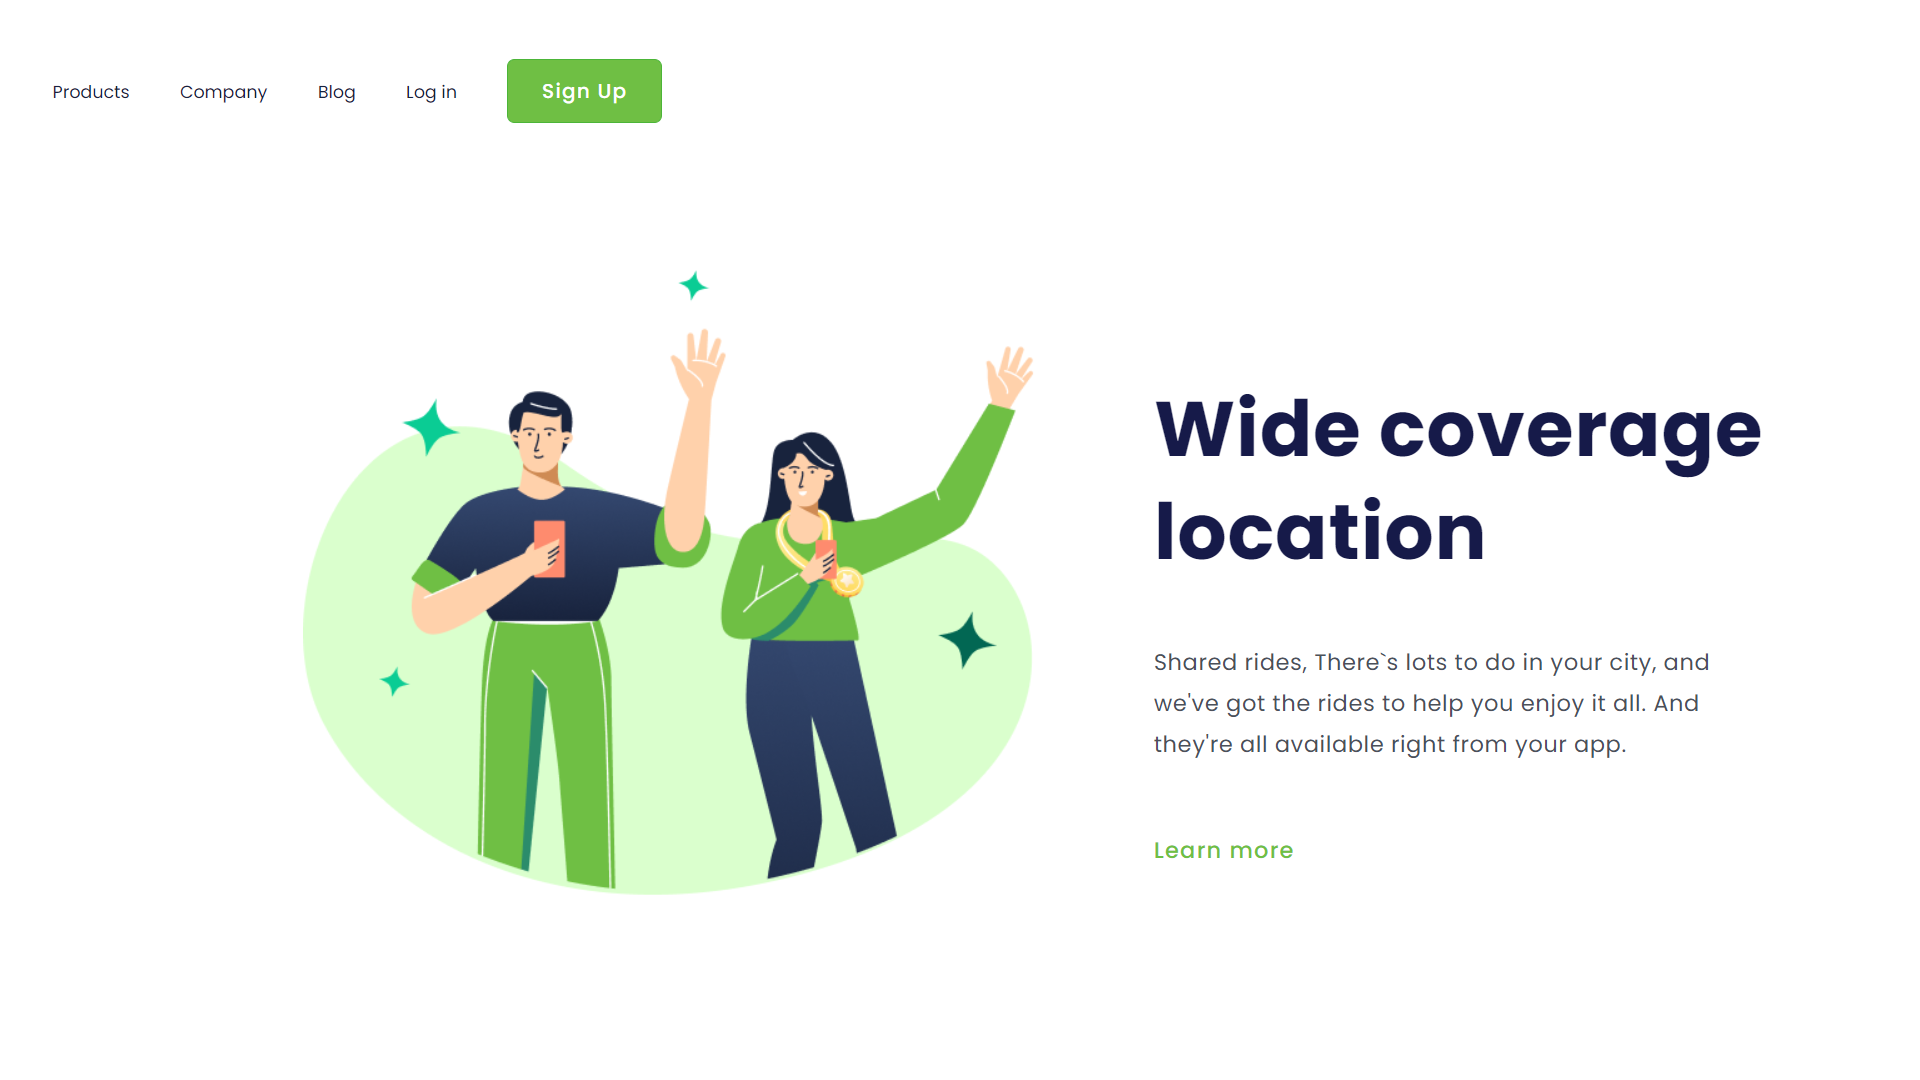 Products
Company
Blog
Log in
Sign Up
Wide coverage
location
Shared rides, There`s lots to do in your city, and
we've got the rides to help you enjoy it all. And
they're all available right from your app.
Learn more